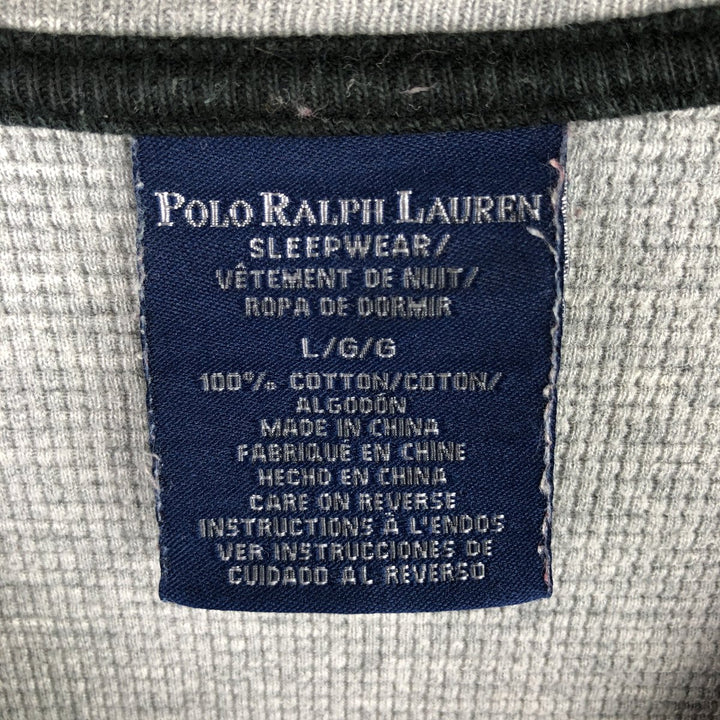 POLO RALPH LAUREN
SLEEPWEAR/
VÊTEMENT DE NUIT/
ROPA DE DORMIR
L/G/G
100% COTTON/COTON/
ALGODÓN
MADE IN CHINA
FABRIQUÉ EN CHINE
HECHO EN CHINA
CARE ON REVERSE
INSTRUCTIONS À L'ENDOS
VER INSTRUCCIONES DE
CUIDADO AL REVERSO